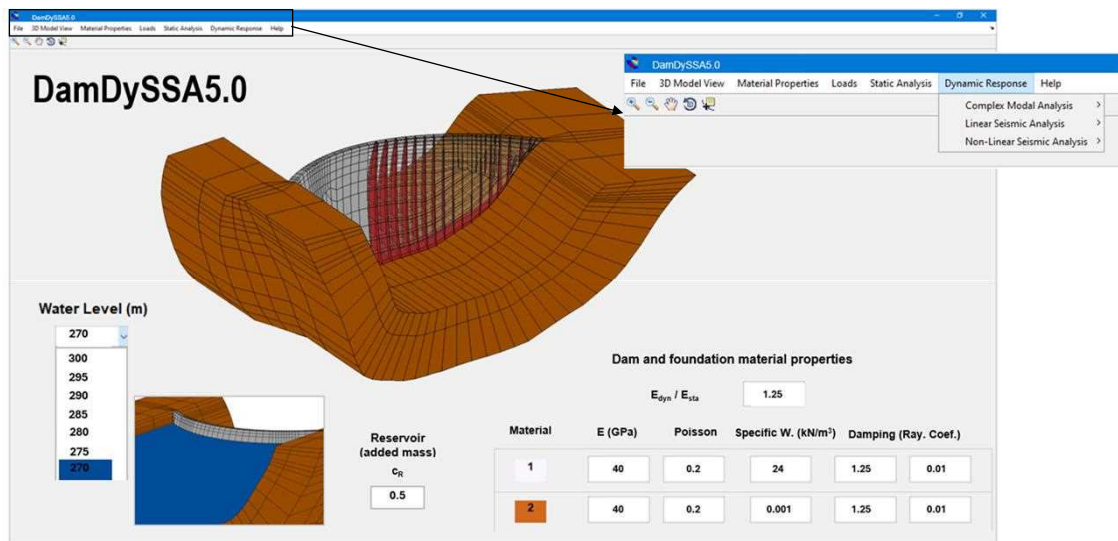 DamDySSA5.0
File 3D Model View Material Properties Loads Static Analysis Dynamic Response Help
DamDySSA5.0
File 3D Model View Material Properties Loads Static Analysis Dynamic Response Help
Complex Modal Analysis >
Linear Seismic Analysis >
Non-Linear Seismic Analysis >
DamDySSA5.0
Water Level (m)
270
300
295
290
285
280
275
270
Reservoir
(added mass)
cR
0.5
Dam and foundation material properties
Edyn / Esta 1.25
Material E (GPa) Poisson Specific W. (kN/m³) Damping (Ray. Coef.)
1 40 0.2 24 1.25 0.01
2 40 0.2 0.001 1.25 0.01